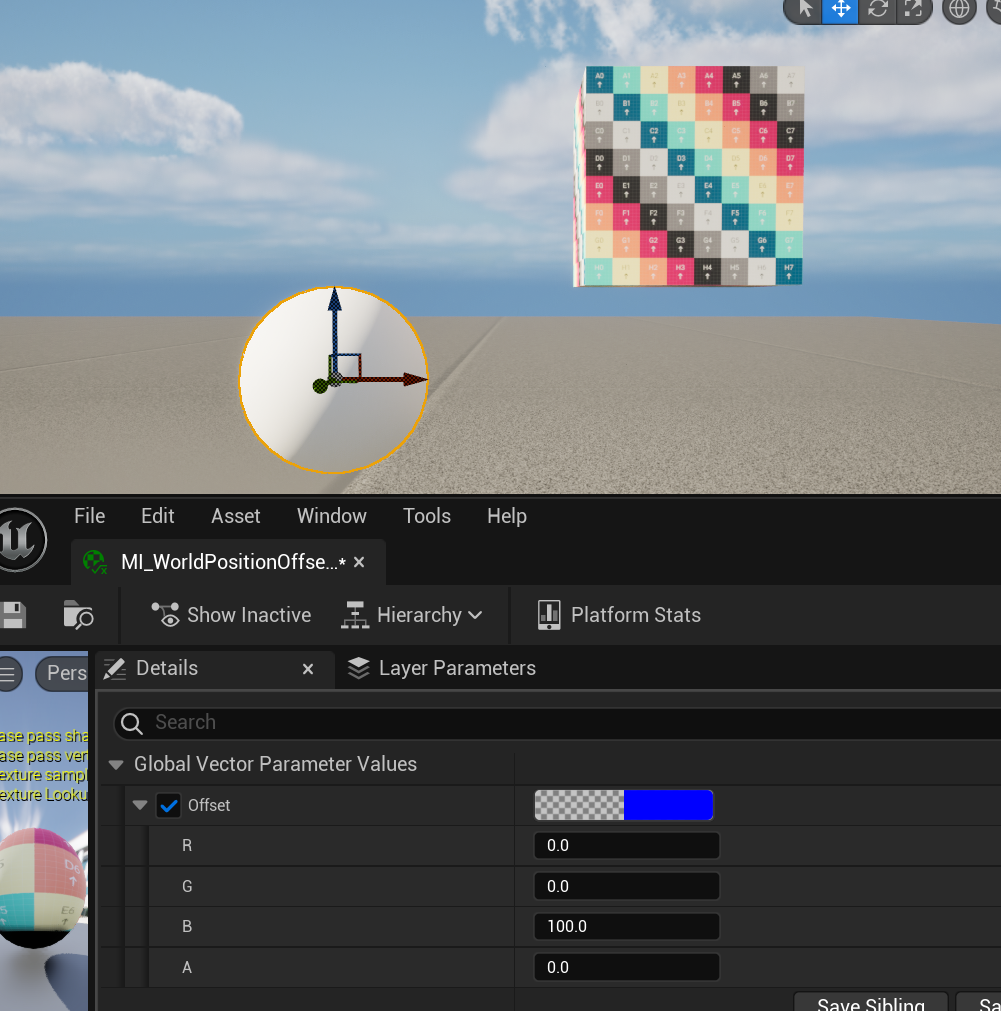 A0 A1 A2 A3 A4 A5 A6 A7
B1 B2 B3 B4 B5 B6 B7
C0 C1 C2 C3 C4 C5 C6 C7
D0 D1 D2 D3 D4 D5 D6 D7
E0 E1 E2 E3 E4 E5 E6 E7
F0 F1 F2 F3 F4 F5 F6 F7
G0 G1 G2 G3 G4 G5 G6 G7
H0 H1 H2 H3 H4 H5 H6 H7
File Edit Asset Window Tools Help
MI_WorldPositionOffse...*
Show Inactive Hierarchy Platform Stats
Pers Details Layer Parameters
Search
ase pass sha
ase pass ver
exture sampl
exture Looku
Global Vector Parameter Values
Offset
R 0.0
G 0.0
B 100.0
A 0.0
D6
E6
Save Sibling Sa